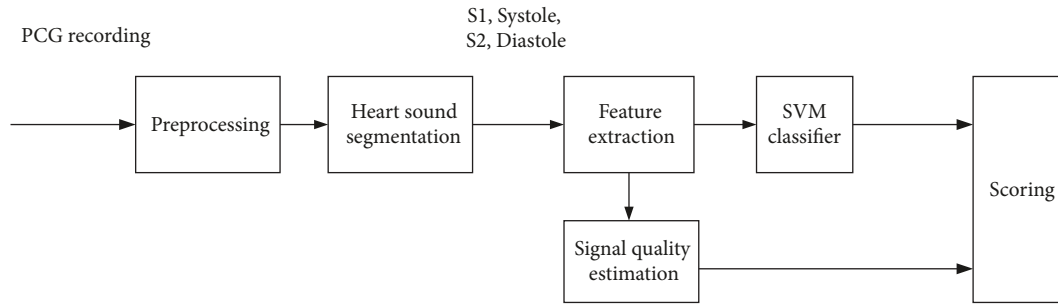 S1, Systole,
S2, Diastole
PCG recording
Preprocessing
Heart sound
segmentation
Feature
extraction
SVM
classifier
Scoring
Signal quality
estimation